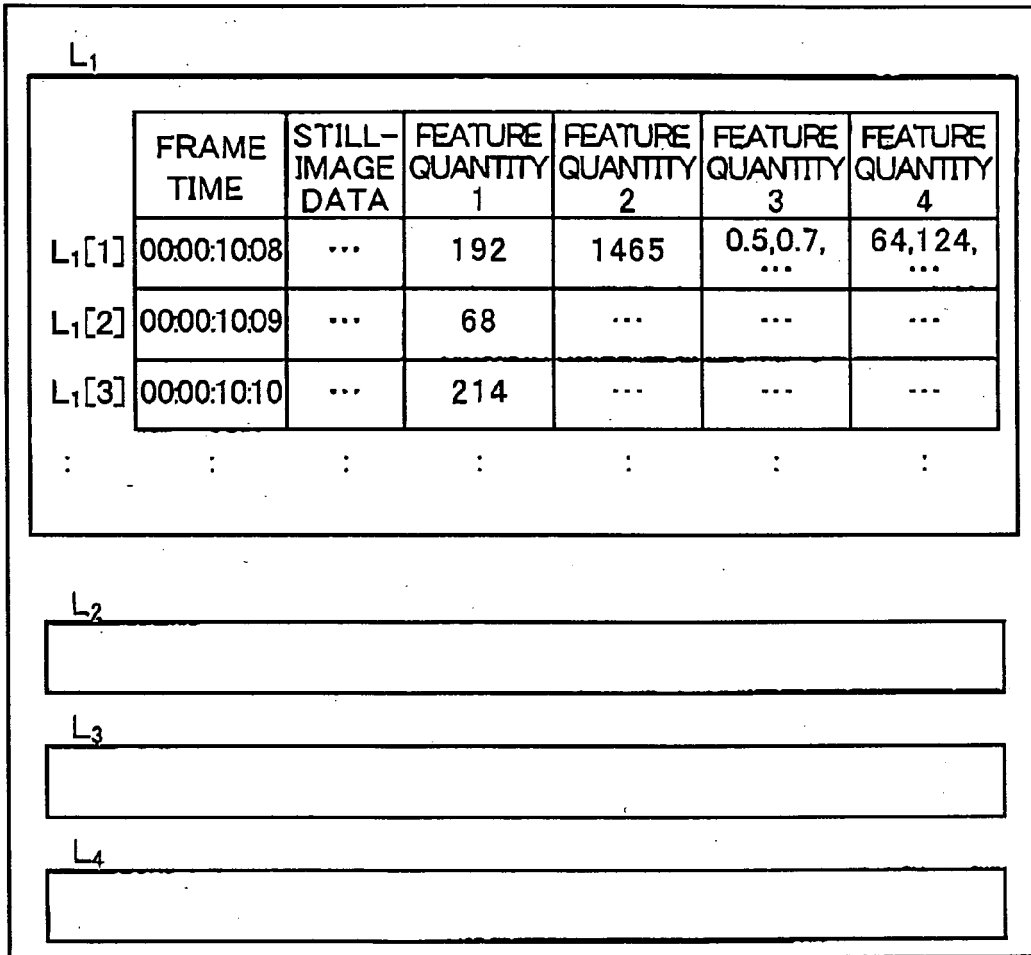 L₁
FRAME TIME STILL-IMAGE DATA FEATURE QUANTITY 1 FEATURE QUANTITY 2 FEATURE QUANTITY 3 FEATURE QUANTITY 4
L₁[1] 00:00:10:08 ... 192 1465 0.5,0.7, ... 64,124, ...
L₁[2] 00:00:10:09 ... 68 ... ... ...
L₁[3] 00:00:10:10 ... 214 ... ... ...
: : : : : : :
L₂
L₃
L₄